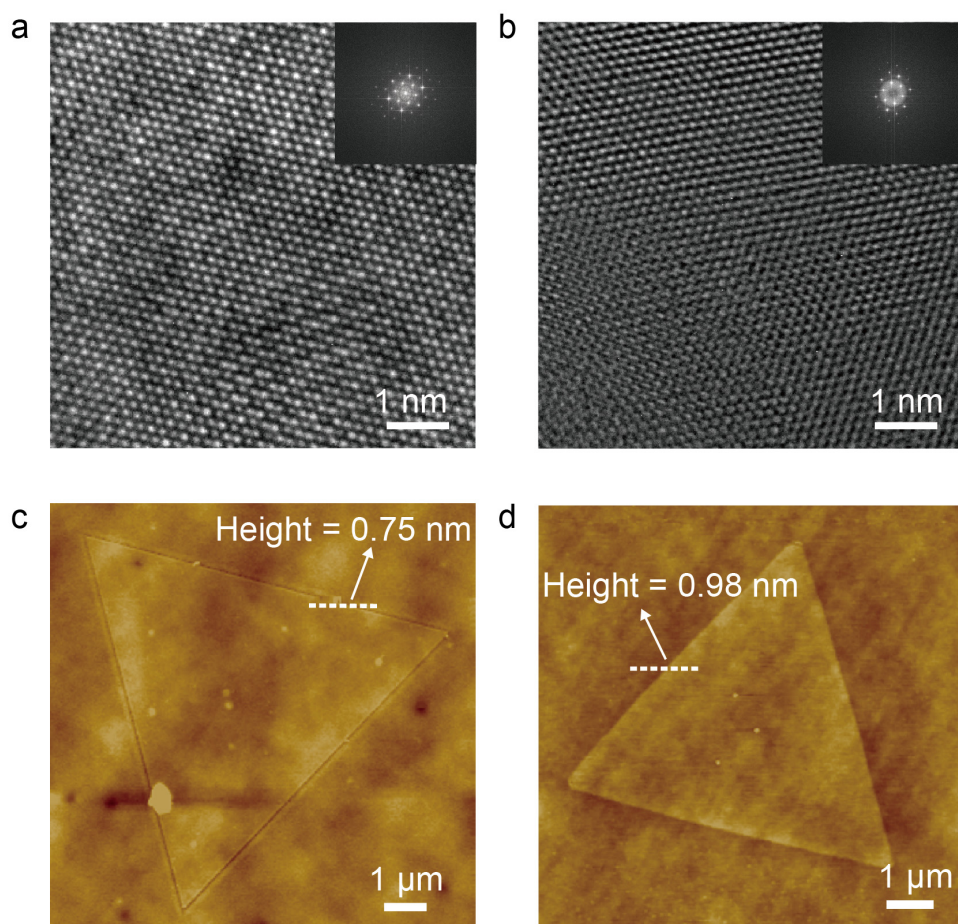 a
b
1 nm
1 nm
c
Height = 0.75 nm
1 μm
d
Height = 0.98 nm
1 μm